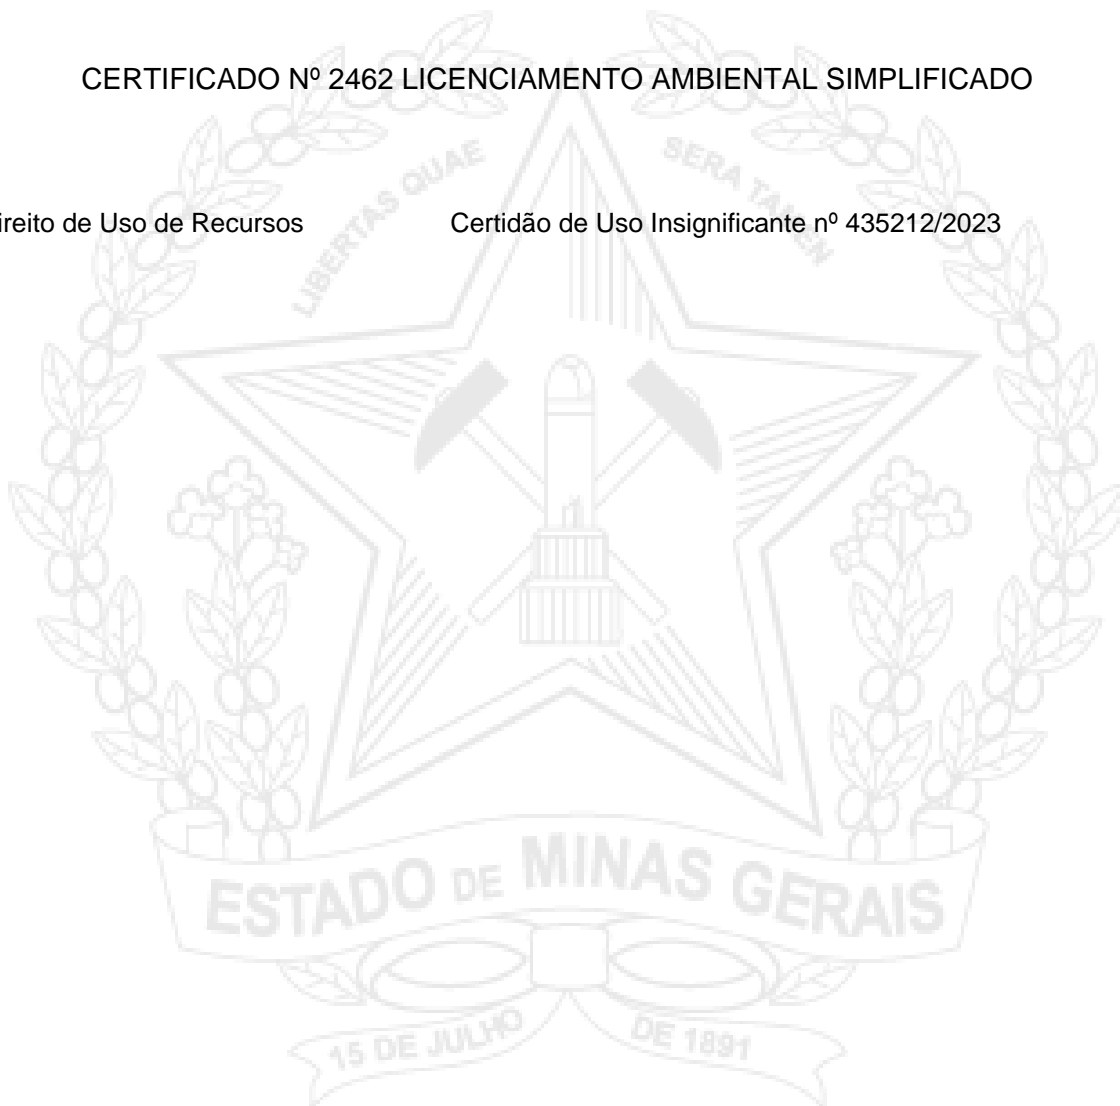 CERTIFICADO Nº 2462 LICENCIAMENTO AMBIENTAL SIMPLIFICADO
LIBERTAS QUAE SERA TAMEN
ireito de Uso de Recursos Certidão de Uso Insignificante nº 435212/2023
ESTADO DE MINAS GERAIS
15 DE JULHO DE 1891